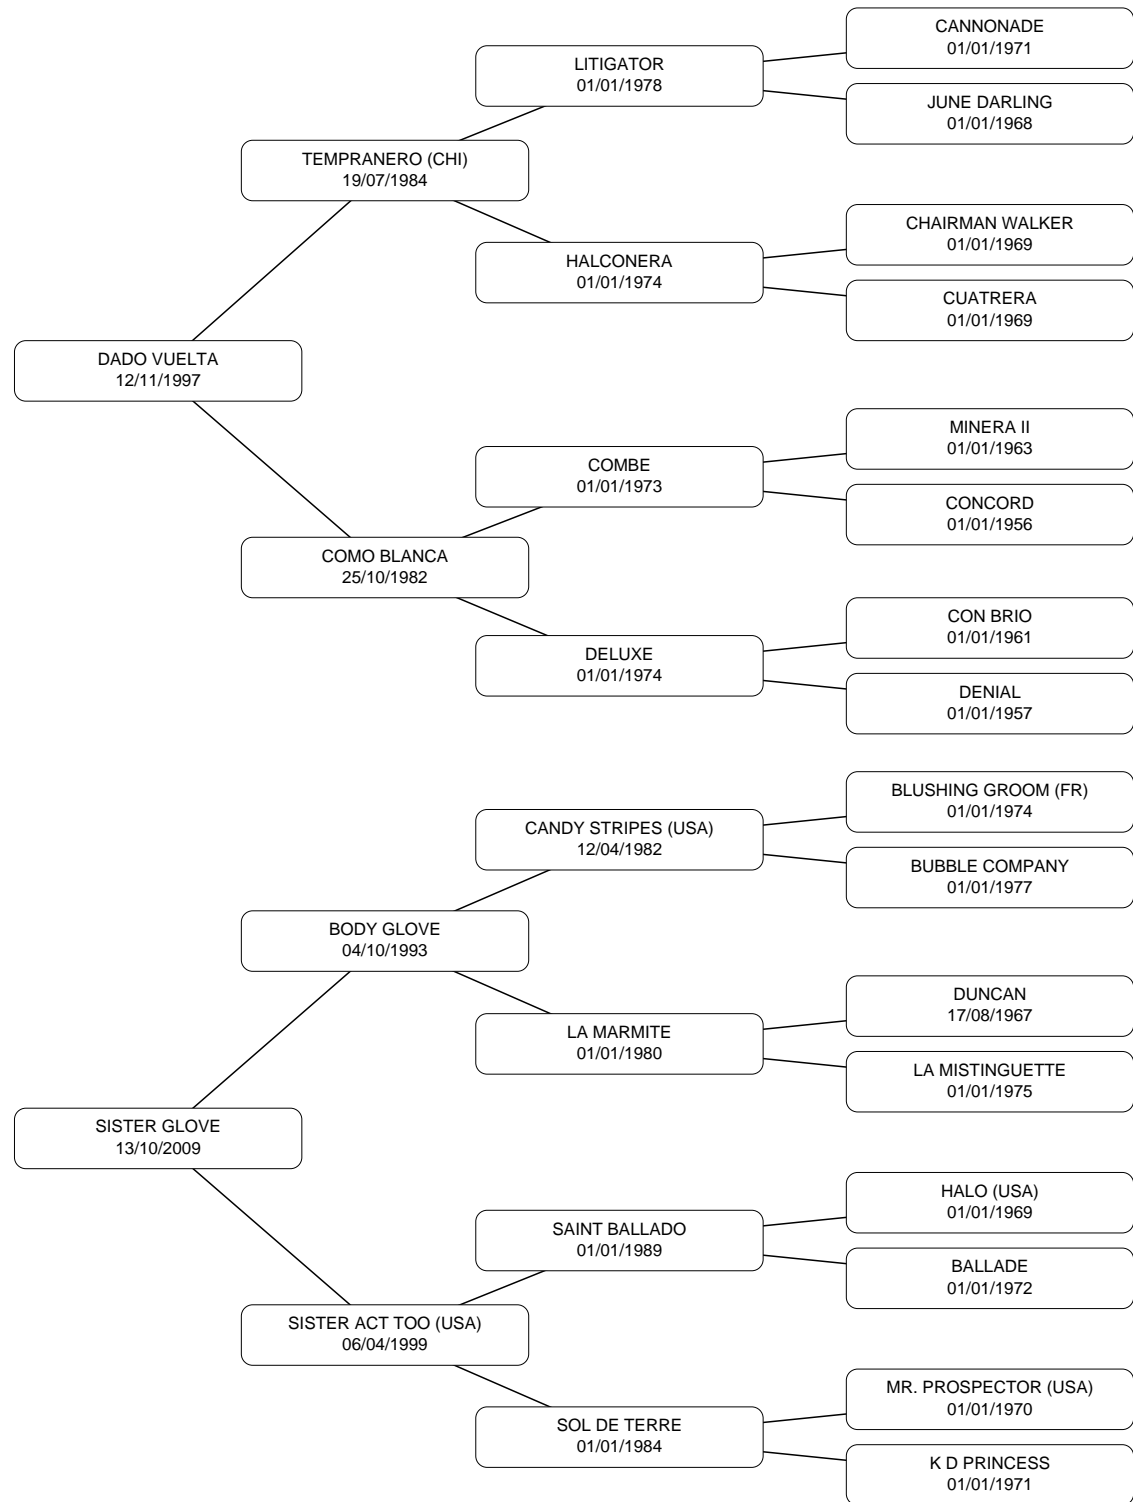 CANNONADE
01/01/1971
LITIGATOR
01/01/1978
JUNE DARLING
01/01/1968
TEMPRANERO (CHI)
19/07/1984
CHAIRMAN WALKER
01/01/1969
HALCONERA
01/01/1974
CUATRERA
01/01/1969
DADO VUELTA
12/11/1997
MINERA II
01/01/1963
COMBE
01/01/1973
CONCORD
01/01/1956
COMO BLANCA
25/10/1982
CON BRIO
01/01/1961
DELUXE
01/01/1974
DENIAL
01/01/1957
BLUSHING GROOM (FR)
01/01/1974
CANDY STRIPES (USA)
12/04/1982
BUBBLE COMPANY
01/01/1977
BODY GLOVE
04/10/1993
DUNCAN
17/08/1967
LA MARMITE
01/01/1980
LA MISTINGUETTE
01/01/1975
SISTER GLOVE
13/10/2009
HALO (USA)
01/01/1969
SAINT BALLADO
01/01/1989
BALLADE
01/01/1972
SISTER ACT TOO (USA)
06/04/1999
MR. PROSPECTOR (USA)
01/01/1970
SOL DE TERRE
01/01/1984
K D PRINCESS
01/01/1971